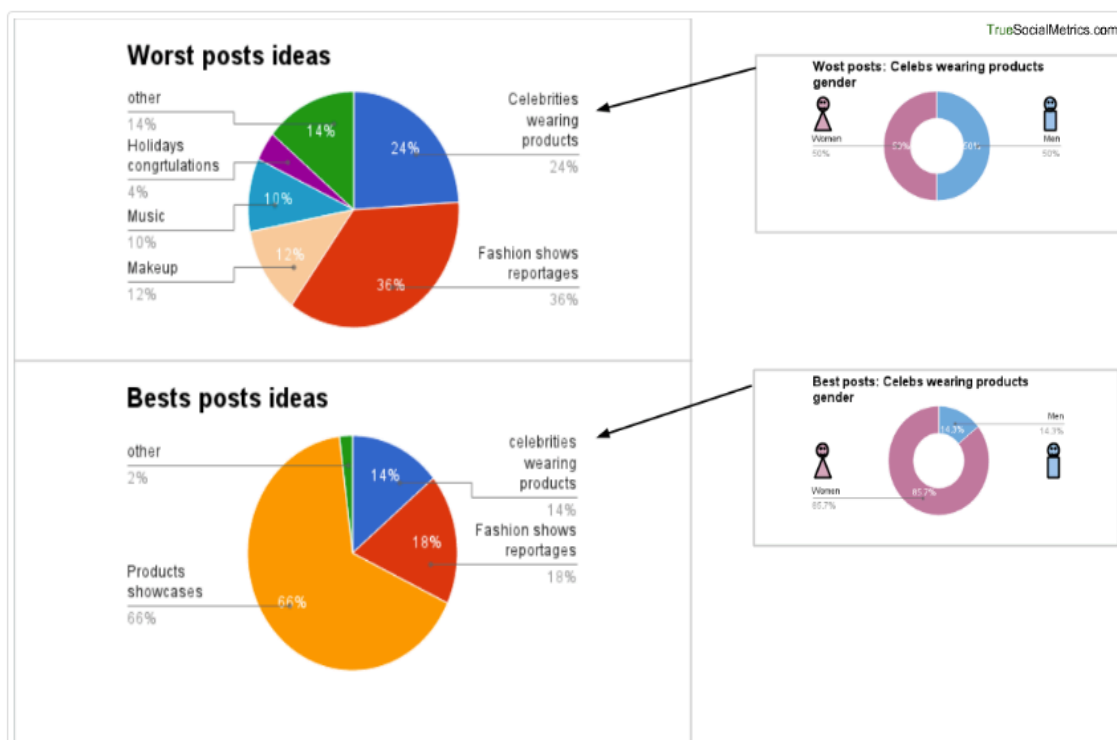 TrueSocialMetrics.com
Worst posts ideas
other
14%
Holidays
congrtulations
4%
Music
10%
Makeup
12%
14%
24%
10%
12%
36%
Celebrities
wearing
products
24%
Fashion shows
reportages
36%
Wost posts: Celebs wearing products
gender
Women
50%
50%
50%
Men
50%
Bests posts ideas
other
2%
Products
showcases
66%
14%
18%
66%
celebrities
wearing
products
14%
Fashion shows
reportages
18%
Best posts: Celebs wearing products
gender
Men
14.3%
14.3%
Women
85.7%
85.7%